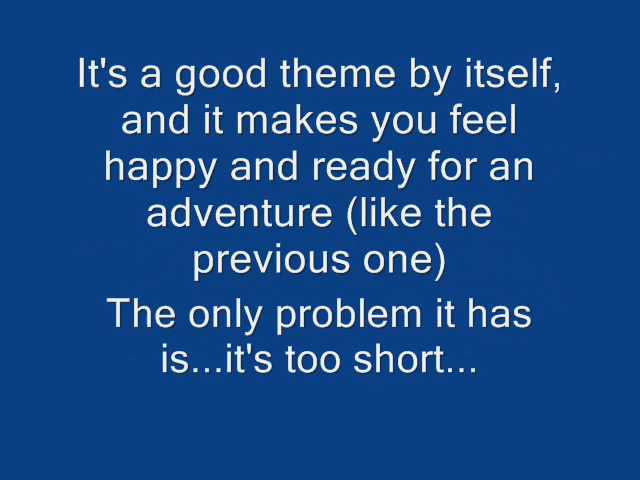 It's a good theme by itself,
and it makes you feel
happy and ready for an
adventure (like the
previous one)
The only problem it has
is...it's too short...